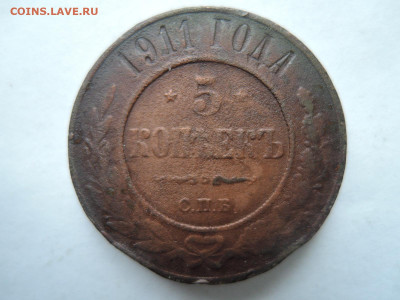 COINS.LAVE.RU
1911 ГОДА
* 5 *
КОПѢЕКЪ
С.П.Б.